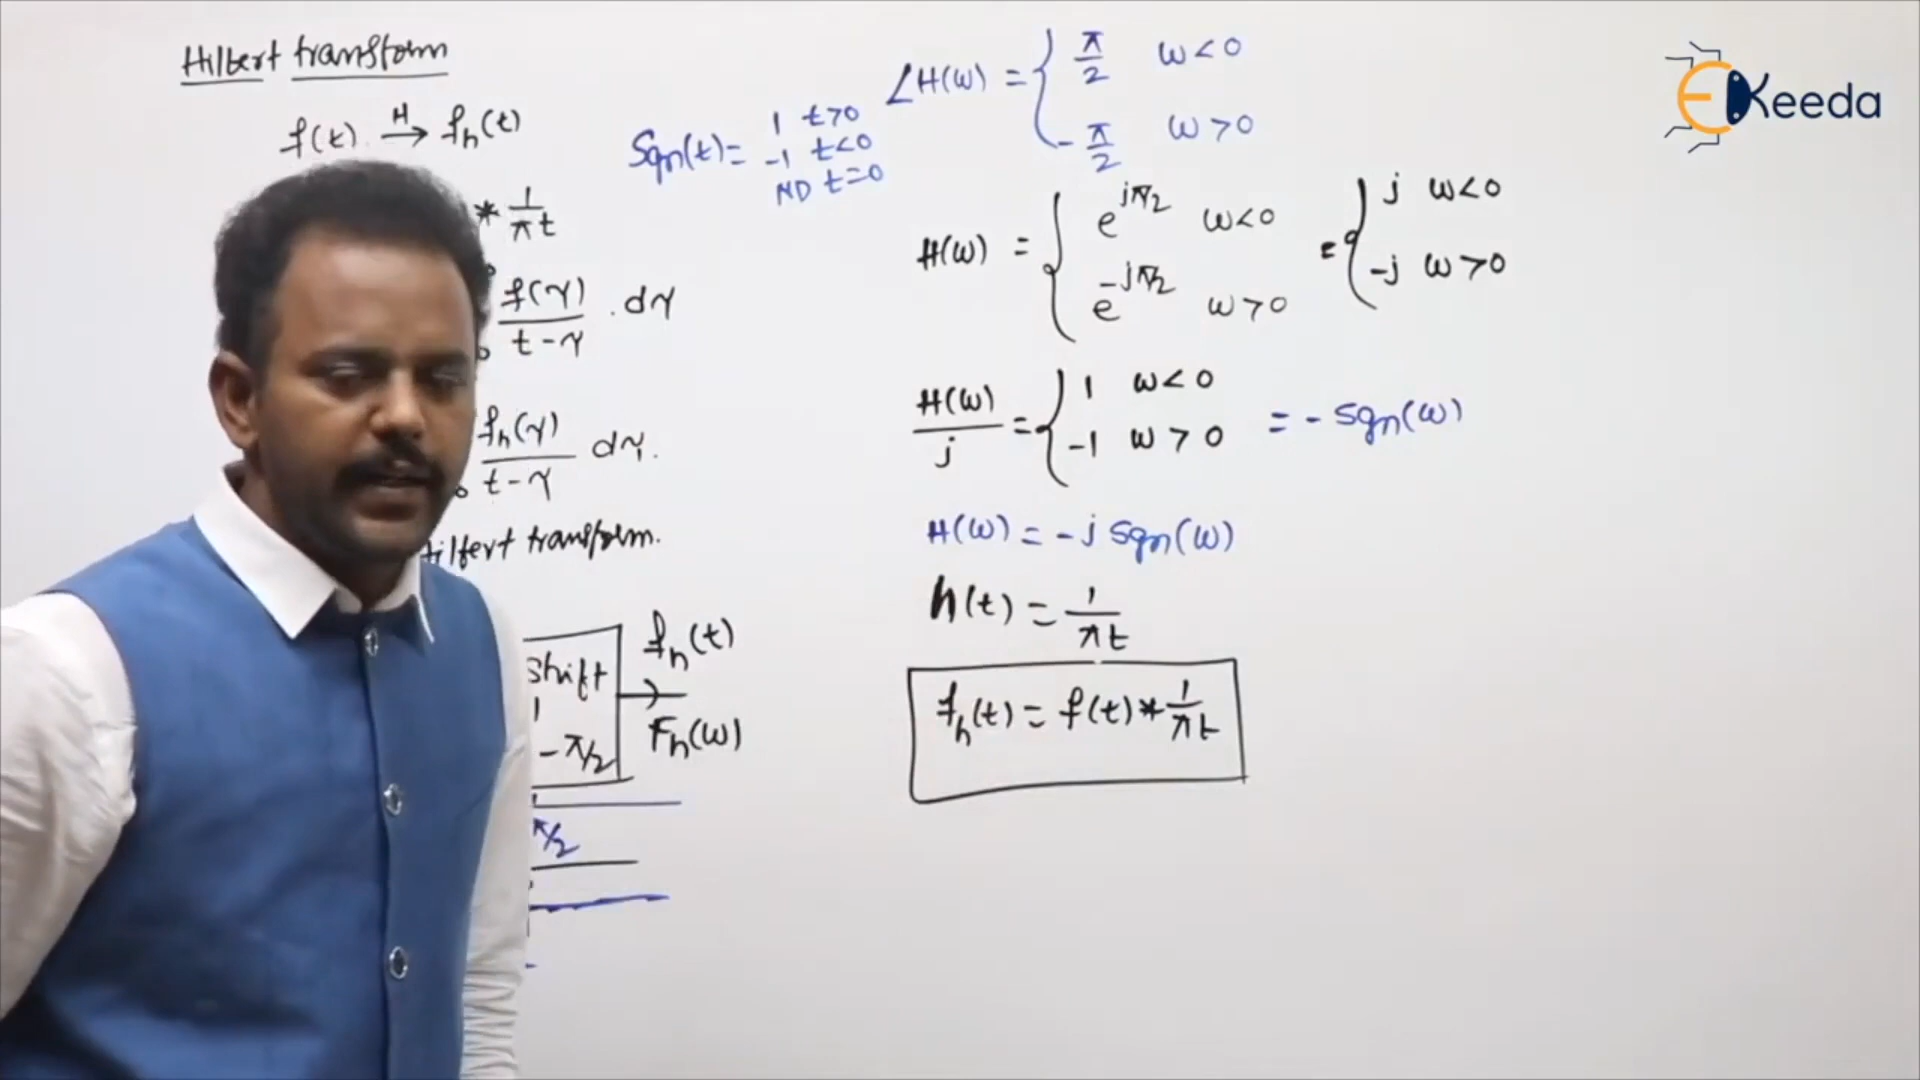 Hilbert transform
f(t) H→ fh(t)
* 1/πt
f(γ)/t-γ . dγ
fh(γ)/t-γ dγ.
Hilbert transform.
shift
-π/2
fh(t)
Fh(ω)
π/2
Sgn(t) = 1 t>0
-1 t<0
ND t=0
∠H(ω) = { π/2 ω<0
-π/2 ω>0
H(ω) = { e^jπ/2 ω<0 = { j ω<0
e^-jπ/2 ω>0 -j ω>0
H(ω)/j = { 1 ω<0 = - sgn(ω)
-1 ω>0
H(ω) = -j sgn(ω)
h(t) = 1/πt
fh(t) = f(t) * 1/πt
EKeeda